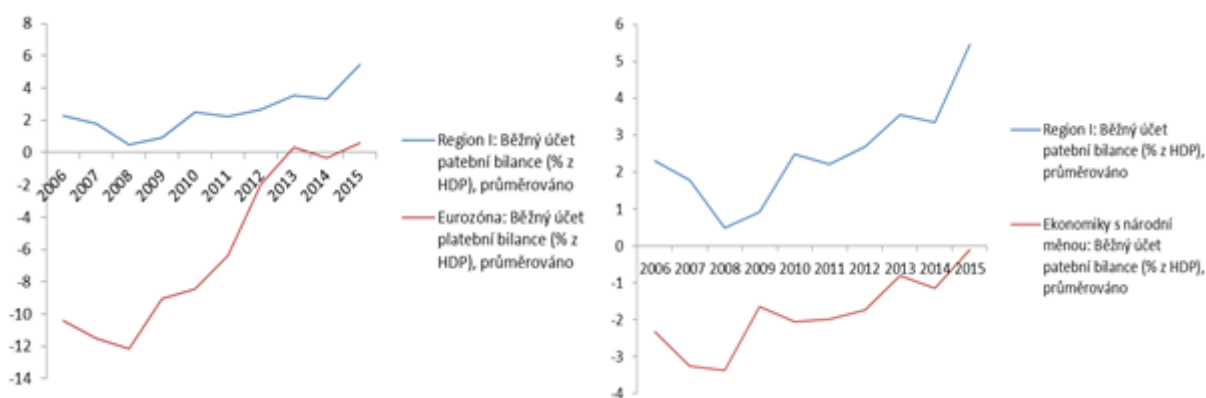 8
6
4
2
0
-2
-4
-6
-8
-10
-12
-14
2006 2007 2008 2009 2010 2011 2012 2013 2014 2015
Region I: Běžný účet
patební bilance (% z
HDP), průměrováno
Eurozóna: Běžný účet
platební bilance (% z
HDP), průměrováno
6
5
4
3
2
1
0
-1
-2
-3
-4
2006 2007 2008 2009 2010 2011 2012 2013 2014 2015
Region I: Běžný účet
patební bilance (% z HDP),
průměrováno
Ekonomiky s národní
měnou: Běžný účet
patební bilance (% z HDP),
průměrováno